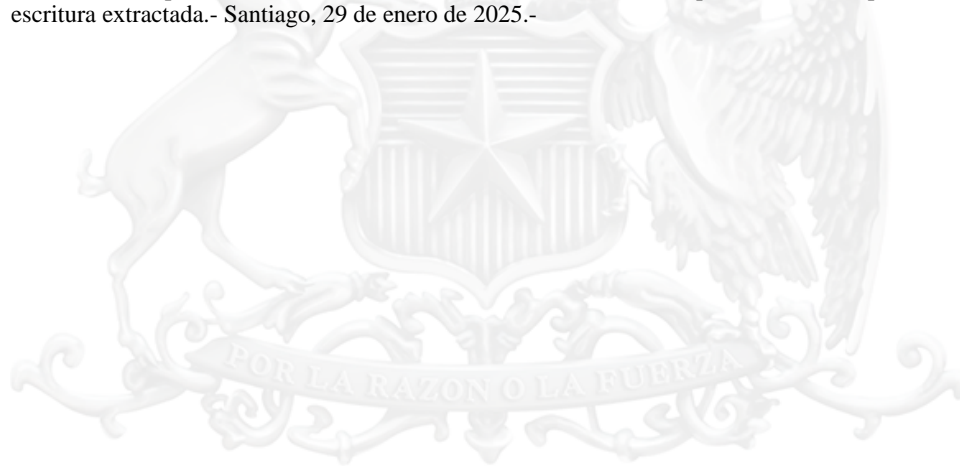 escritura extractada.- Santiago, 29 de enero de 2025.-
POR LA RAZON O LA FUERZA